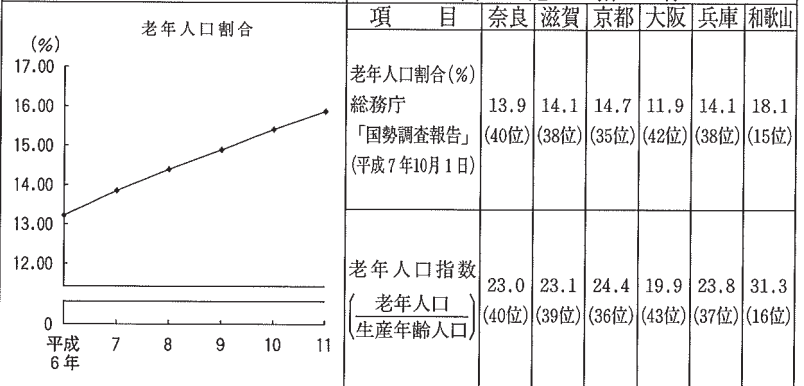 老年人口割合
(%)
17.00
16.00
15.00
14.00
13.00
12.00
0
平成
6年 7 8 9 10 11
項 目 奈良 滋賀 京都 大阪 兵庫 和歌山
老年人口割合(%)
総務庁
「国勢調査報告」
(平成7年10月1日)
13.9 14.1 14.7 11.9 14.1 18.1
(40位) (38位) (35位) (42位) (38位) (15位)
老年人口指数
(老年人口
生産年齢人口)
23.0 23.1 24.4 19.9 23.8 31.3
(40位) (39位) (36位) (43位) (37位) (16位)